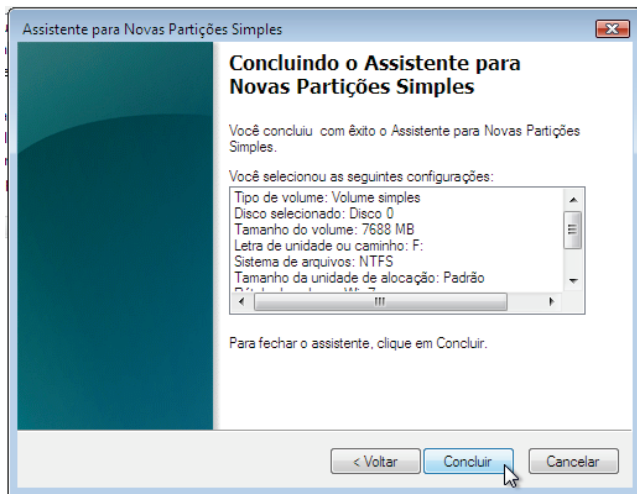 Assistente para Novas Partições Simples
Concluindo o Assistente para
Novas Partições Simples
Você concluiu com êxito o Assistente para Novas Partições
Simples.
Você selecionou as seguintes configurações:
Tipo de volume: Volume simples
Disco selecionado: Disco 0
Tamanho do volume: 7688 MB
Letra de unidade ou caminho: F:
Sistema de arquivos: NTFS
Tamanho da unidade de alocação: Padrão
Para fechar o assistente, clique em Concluir.
< Voltar
Concluir
Cancelar